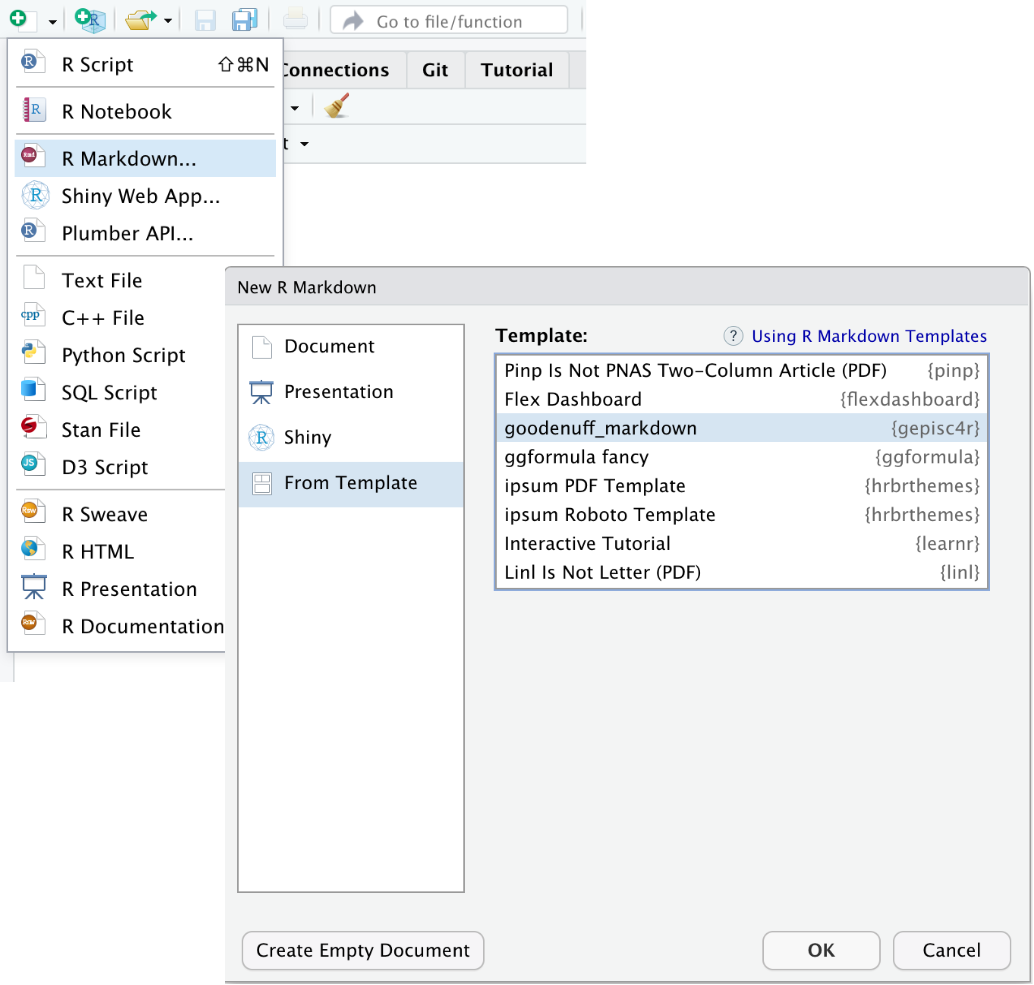 Go to file/function
R Script ⇧⌘N
Connections Git Tutorial
R Notebook
R Markdown...
Shiny Web App...
Plumber API...
Text File
C++ File
Python Script
SQL Script
Stan File
D3 Script
R Sweave
R HTML
R Presentation
R Documentation
New R Markdown
Document
Presentation
Shiny
From Template
Template: ? Using R Markdown Templates
Pinp Is Not PNAS Two-Column Article (PDF) {pinp}
Flex Dashboard {flexdashboard}
goodenuff_markdown {gepisc4r}
ggformula fancy {ggformula}
ipsum PDF Template {hrbrthemes}
ipsum Roboto Template {hrbrthemes}
Interactive Tutorial {learnr}
Linl Is Not Letter (PDF) {linl}
Create Empty Document OK Cancel